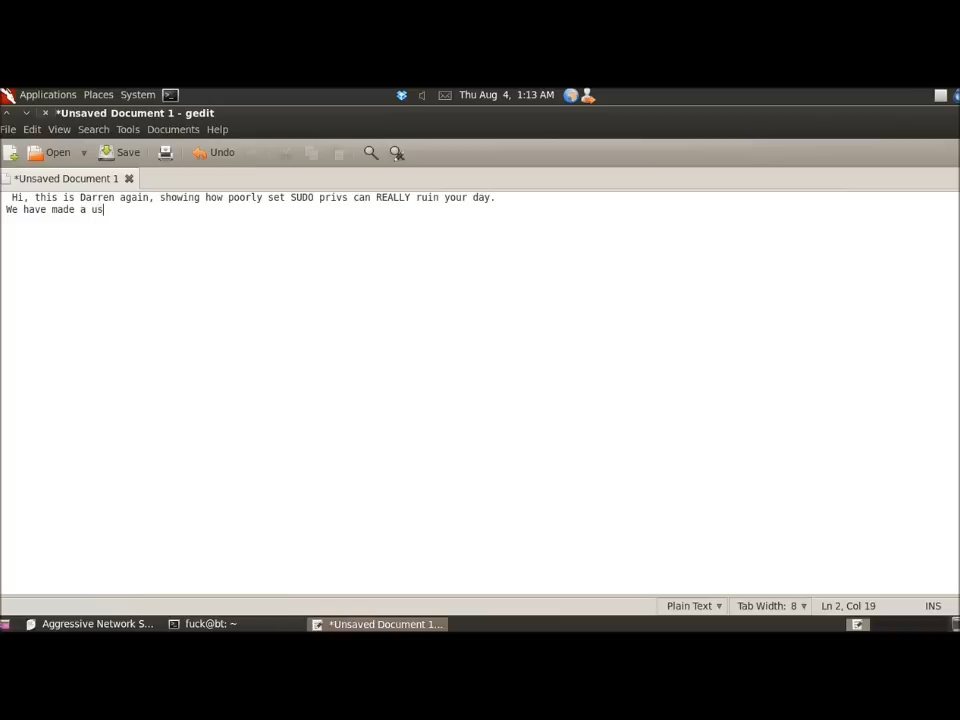 Applications Places System Thu Aug 4, 1:13 AM
*Unsaved Document 1 - gedit
File Edit View Search Tools Documents Help
Open Save Undo
*Unsaved Document 1
Hi, this is Darren again, showing how poorly set SUDO privs can REALLY ruin your day.
We have made a us
Plain Text Tab Width: 8 Ln 2, Col 19 INS
Aggressive Network S... fuck@bt: ~ *Unsaved Document 1...